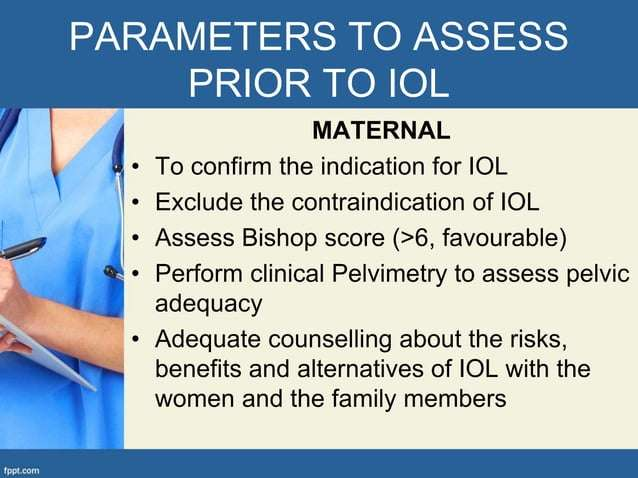 PARAMETERS TO ASSESS
PRIOR TO IOL
MATERNAL
• To confirm the indication for IOL
• Exclude the contraindication of IOL
• Assess Bishop score (>6, favourable)
• Perform clinical Pelvimetry to assess pelvic
adequacy
• Adequate counselling about the risks,
benefits and alternatives of IOL with the
women and the family members
fppt.com